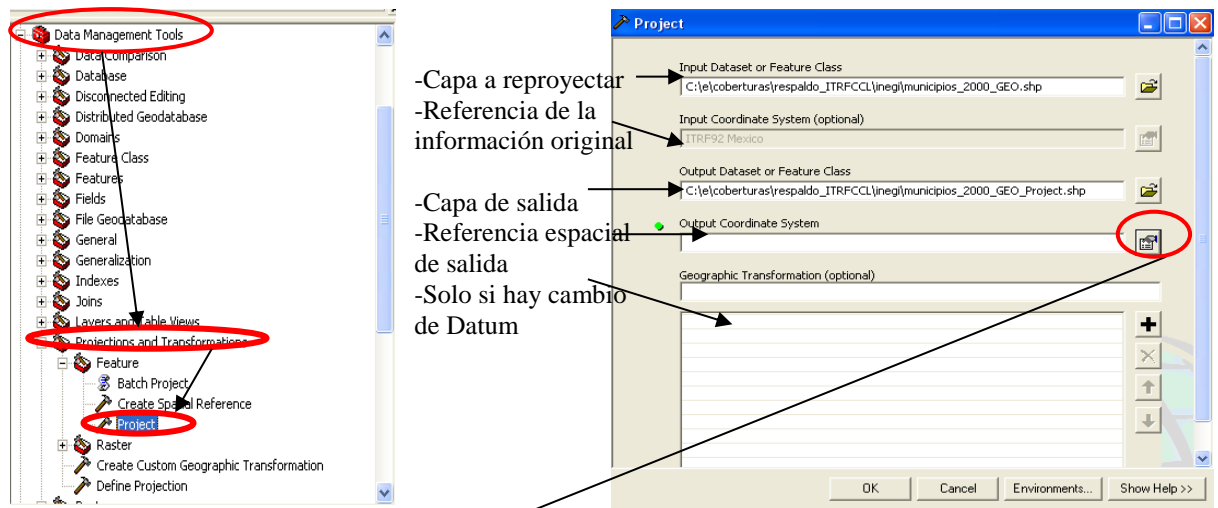 Data Management Tools
Data Comparison
Database
Disconnected Editing
Distributed Geodatabase
Domains
Feature Class
Features
Fields
File Geodatabase
General
Generalization
Indexes
Joins
Layers and Table Views
Projections and Transformations
Feature
Batch Project
Create Spatial Reference
Project
Raster
Create Custom Geographic Transformation
Define Projection
-Capa a reproyectar
-Referencia de la
información original
-Capa de salida
-Referencia espacial
de salida
-Solo si hay cambio
de Datum
Project
Input Dataset or Feature Class
C:\e\coberturas\respaldo_ITRFCCL\inegi\municipios_2000_GEO.shp
Input Coordinate System (optional)
ITRF92 Mexico
Output Dataset or Feature Class
C:\e\coberturas\respaldo_ITRFCCL\inegi\municipios_2000_GEO_Project.shp
Output Coordinate System
Geographic Transformation (optional)
OK
Cancel
Environments...
Show Help >>